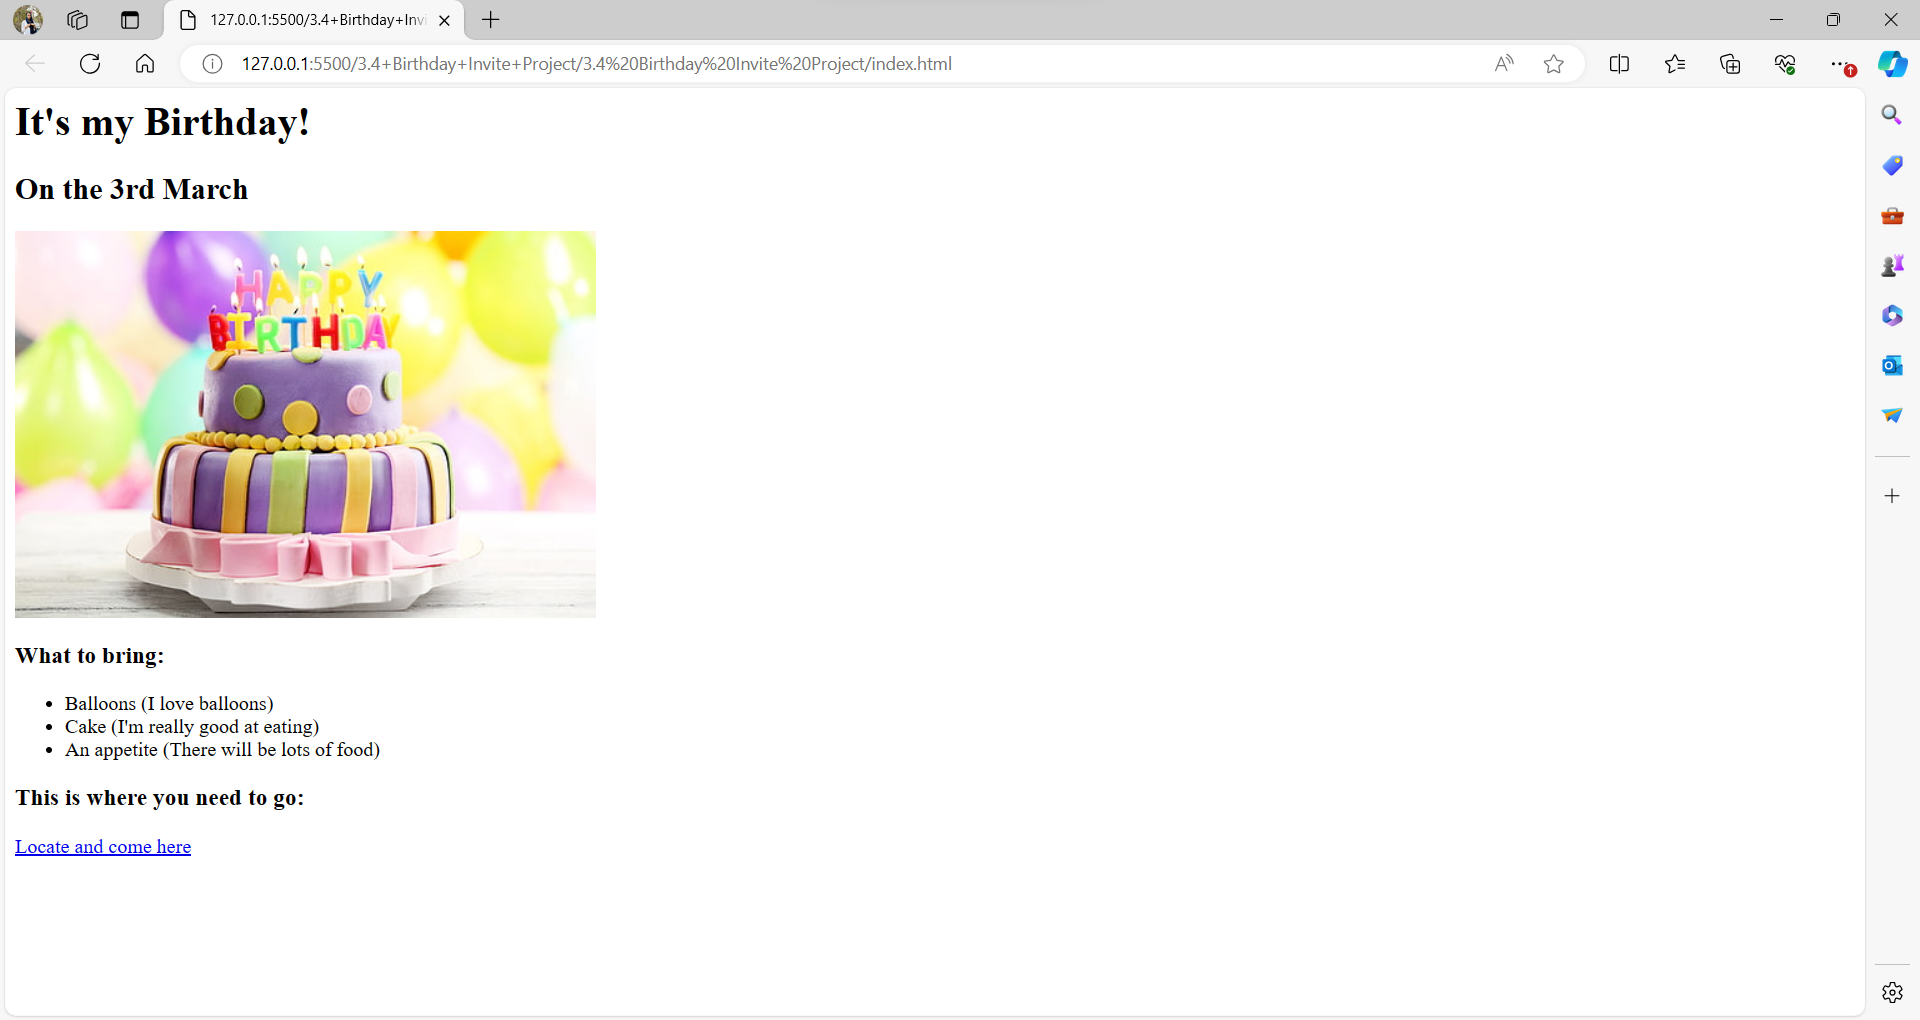 127.0.0.1:5500/3.4+Birthday+Invi
127.0.0.1:5500/3.4+Birthday+Invite+Project/3.4%20Birthday%20Invite%20Project/index.html
It's my Birthday!
On the 3rd March
HAPPY
BIRTHDAY
What to bring:
• Balloons (I love balloons)
• Cake (I'm really good at eating)
• An appetite (There will be lots of food)
This is where you need to go:
Locate and come here